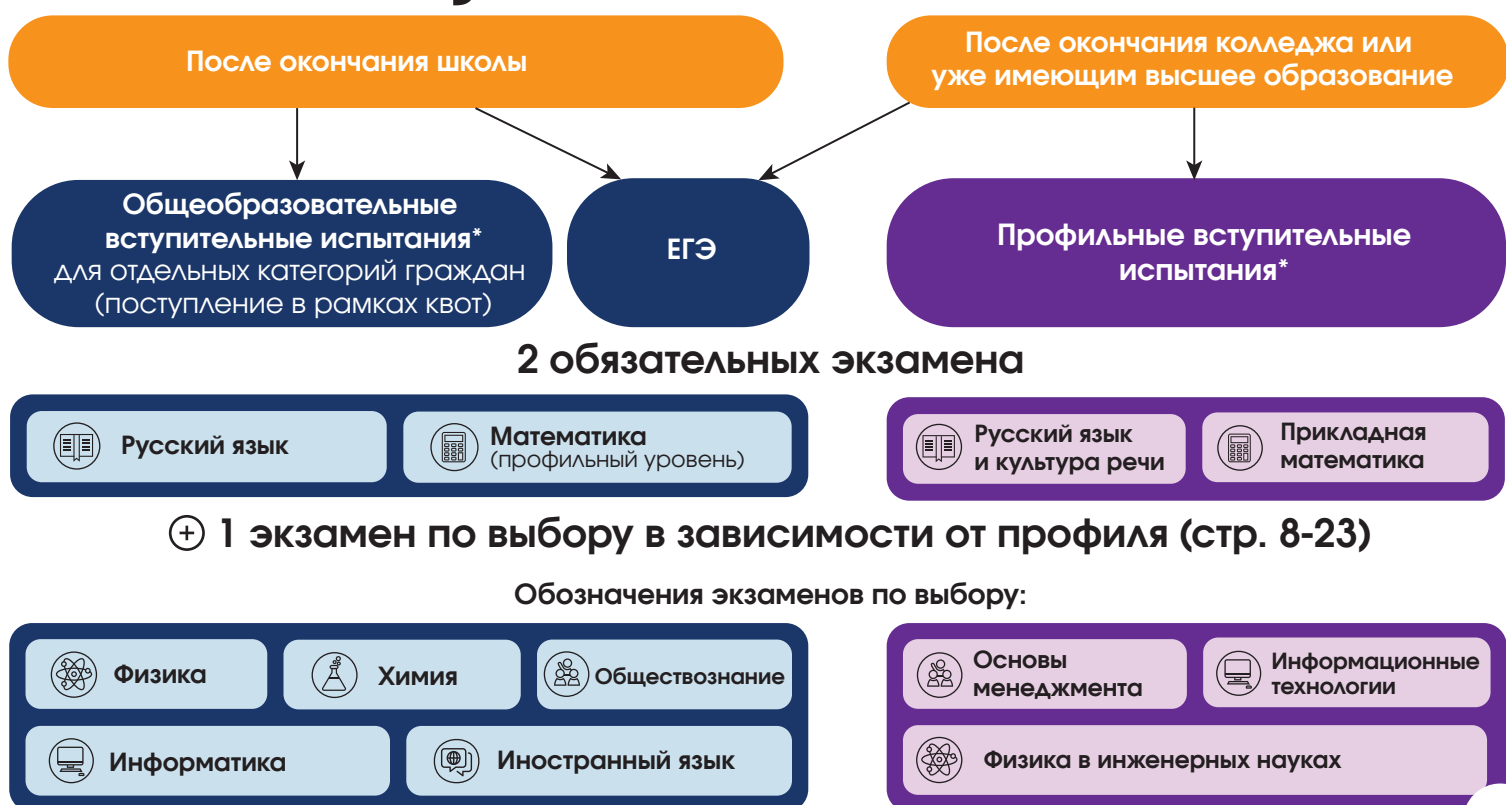 После окончания школы
После окончания колледжа или
уже имеющим высшее образование
Общеобразовательные
вступительные испытания*
для отдельных категорий граждан
(поступление в рамках квот)
ЕГЭ
Профильные вступительные
испытания*
2 обязательных экзамена
Русский язык
Математика
(профильный уровень)
Русский язык
и культура речи
Прикладная
математика
+ 1 экзамен по выбору в зависимости от профиля (стр. 8-23)
Обозначения экзаменов по выбору:
Физика
Химия
Обществознание
Информатика
Иностранный язык
Основы
менеджмента
Информационные
технологии
Физика в инженерных науках